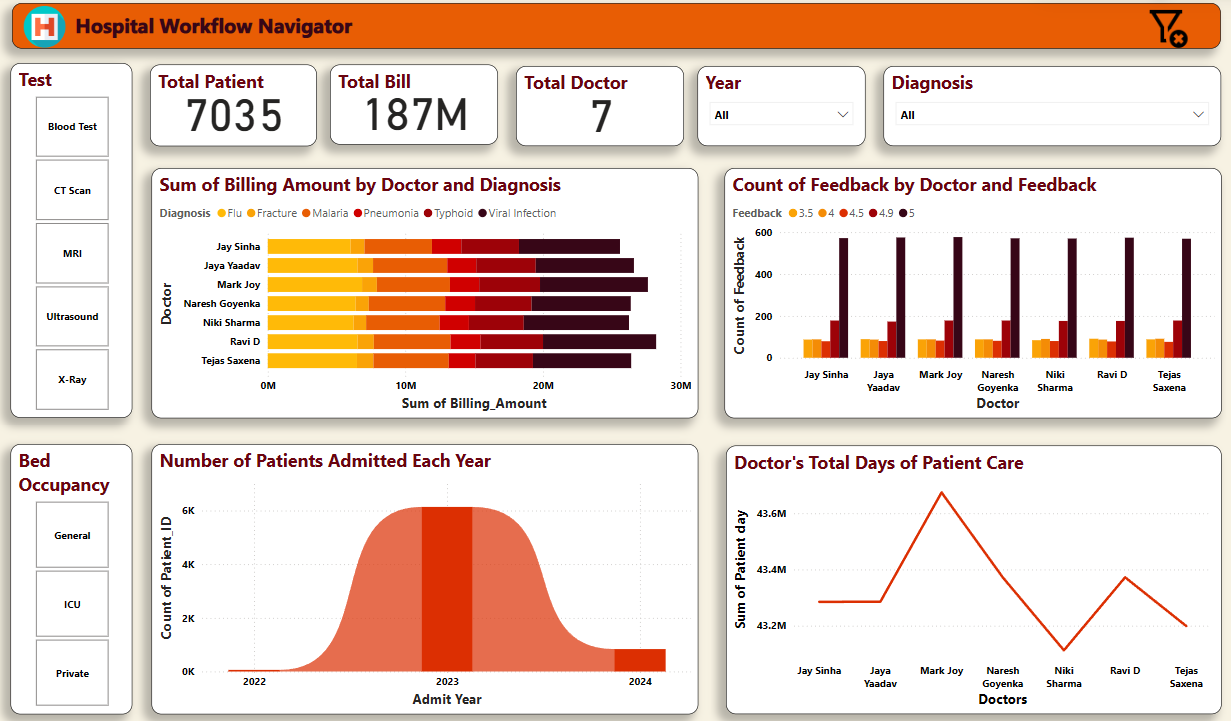 H Hospital Workflow Navigator
Test
Blood Test
CT Scan
MRI
Ultrasound
X-Ray
Total Patient
7035
Total Bill
187M
Total Doctor
7
Year
All
Diagnosis
All
Sum of Billing Amount by Doctor and Diagnosis
Diagnosis Flu Fracture Malaria Pneumonia Typhoid Viral Infection
Doctor
Jay Sinha
Jaya Yaadav
Mark Joy
Naresh Goyenka
Niki Sharma
Ravi D
Tejas Saxena
0M 10M 20M 30M
Sum of Billing_Amount
Count of Feedback by Doctor and Feedback
Feedback 3.5 4 4.5 4.9 5
Count of Feedback
600
400
200
0
Jay Sinha Jaya Mark Joy Naresh Niki Ravi D Tejas
Yaadav Goyenka Sharma Saxena
Doctor
Bed
Occupancy
General
ICU
Private
Number of Patients Admitted Each Year
Count of Patient_ID
6K
4K
2K
0K
2022 2023 2024
Admit Year
Doctor's Total Days of Patient Care
Sum of Patient day
43.6M
43.4M
43.2M
Jay Sinha Jaya Mark Joy Naresh Niki Ravi D Tejas
Yaadav Goyenka Sharma Saxena
Doctors